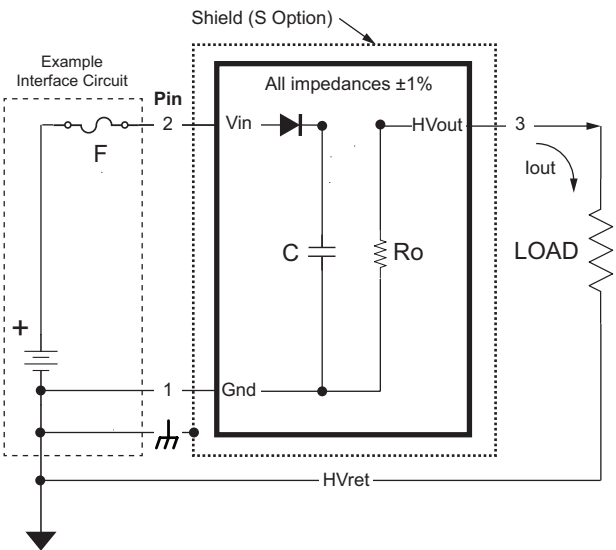 Shield (S Option)
Example
Interface Circuit
All impedances ±1%
Pin
2
Vin
HVout
3
F
Iout
C
Ro
LOAD
+
1
Gnd
HVret